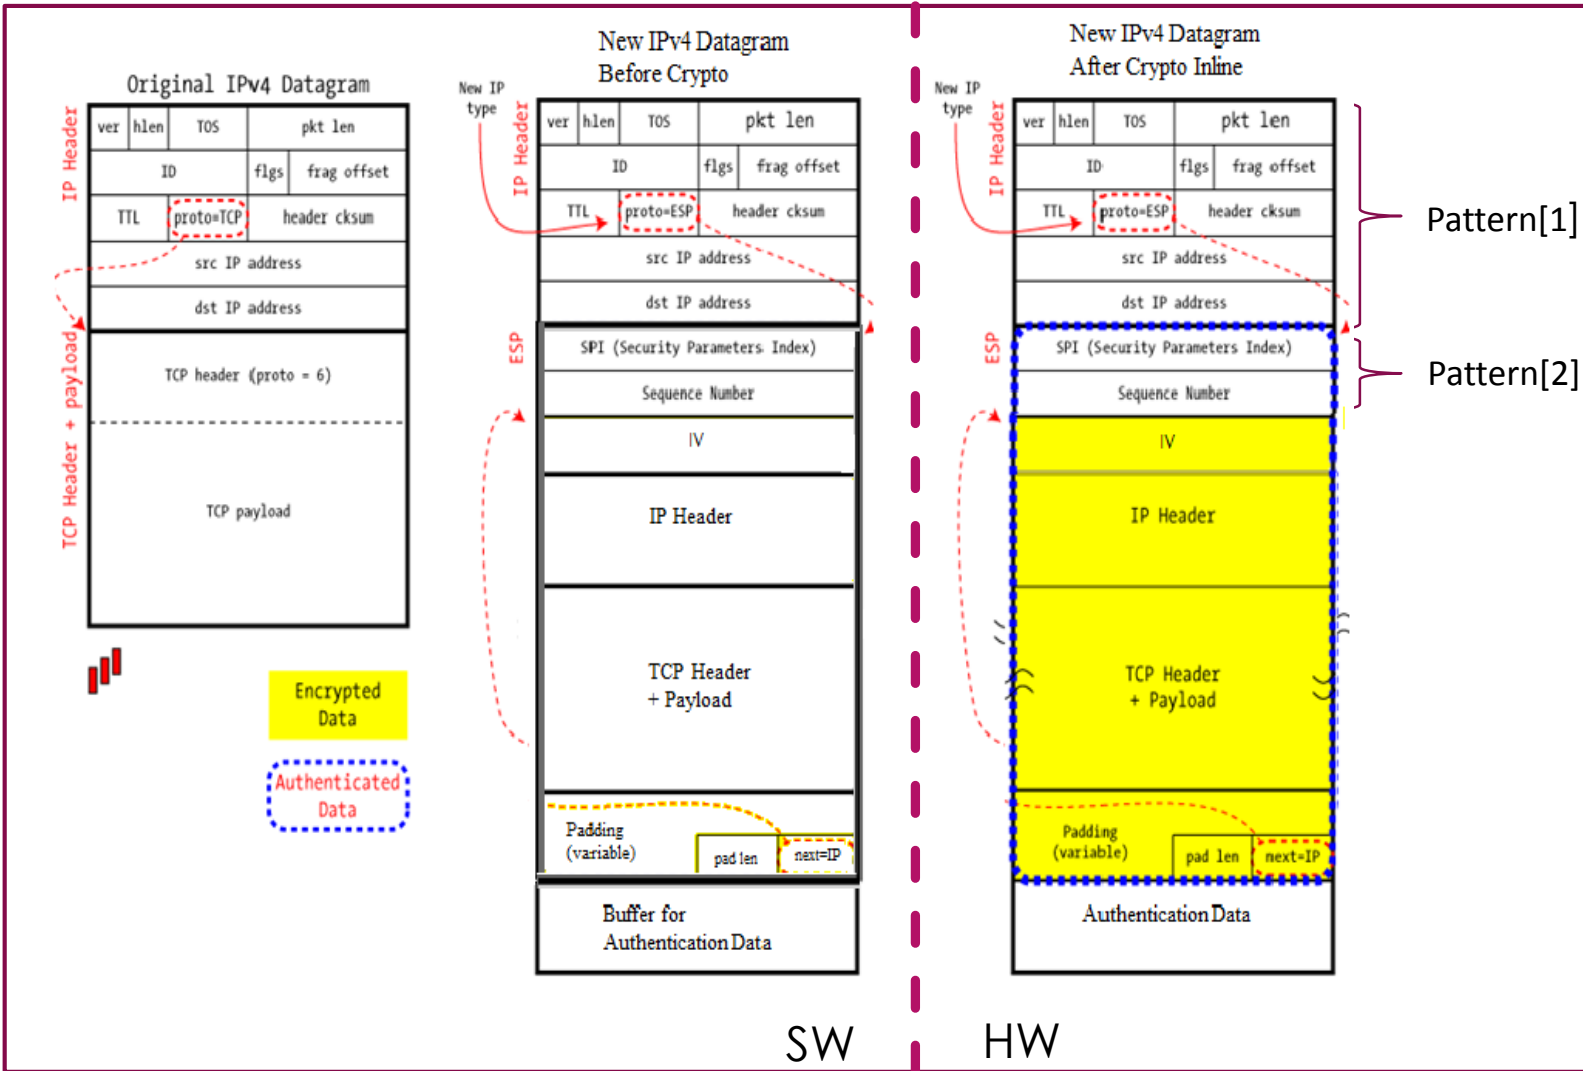 Original IPv4 Datagram
IP Header
ver hlen TOS pkt len
ID flgs frag offset
TTL proto=TCP header cksum
src IP address
dst IP address
TCP Header + payload
TCP header (proto = 6)
TCP payload
Encrypted
Data
Authenticated
Data
New IPv4 Datagram
Before Crypto
New IP
type
IP Header
ver hlen TOS pkt len
ID flgs frag offset
TTL proto=ESP header cksum
src IP address
dst IP address
ESP
SPI (Security Parameters Index)
Sequence Number
IV
IP Header
TCP Header
+ Payload
Padding
(variable)
pad len next=IP
Buffer for
Authentication Data
SW
New IPv4 Datagram
After Crypto Inline
New IP
type
IP Header
ver hlen TOS pkt len
ID flgs frag offset
TTL proto=ESP header cksum
src IP address
dst IP address
Pattern[1]
ESP
SPI (Security Parameters Index)
Sequence Number
Pattern[2]
IV
IP Header
TCP Header
+ Payload
Padding
(variable)
pad len next=IP
Authentication Data
HW